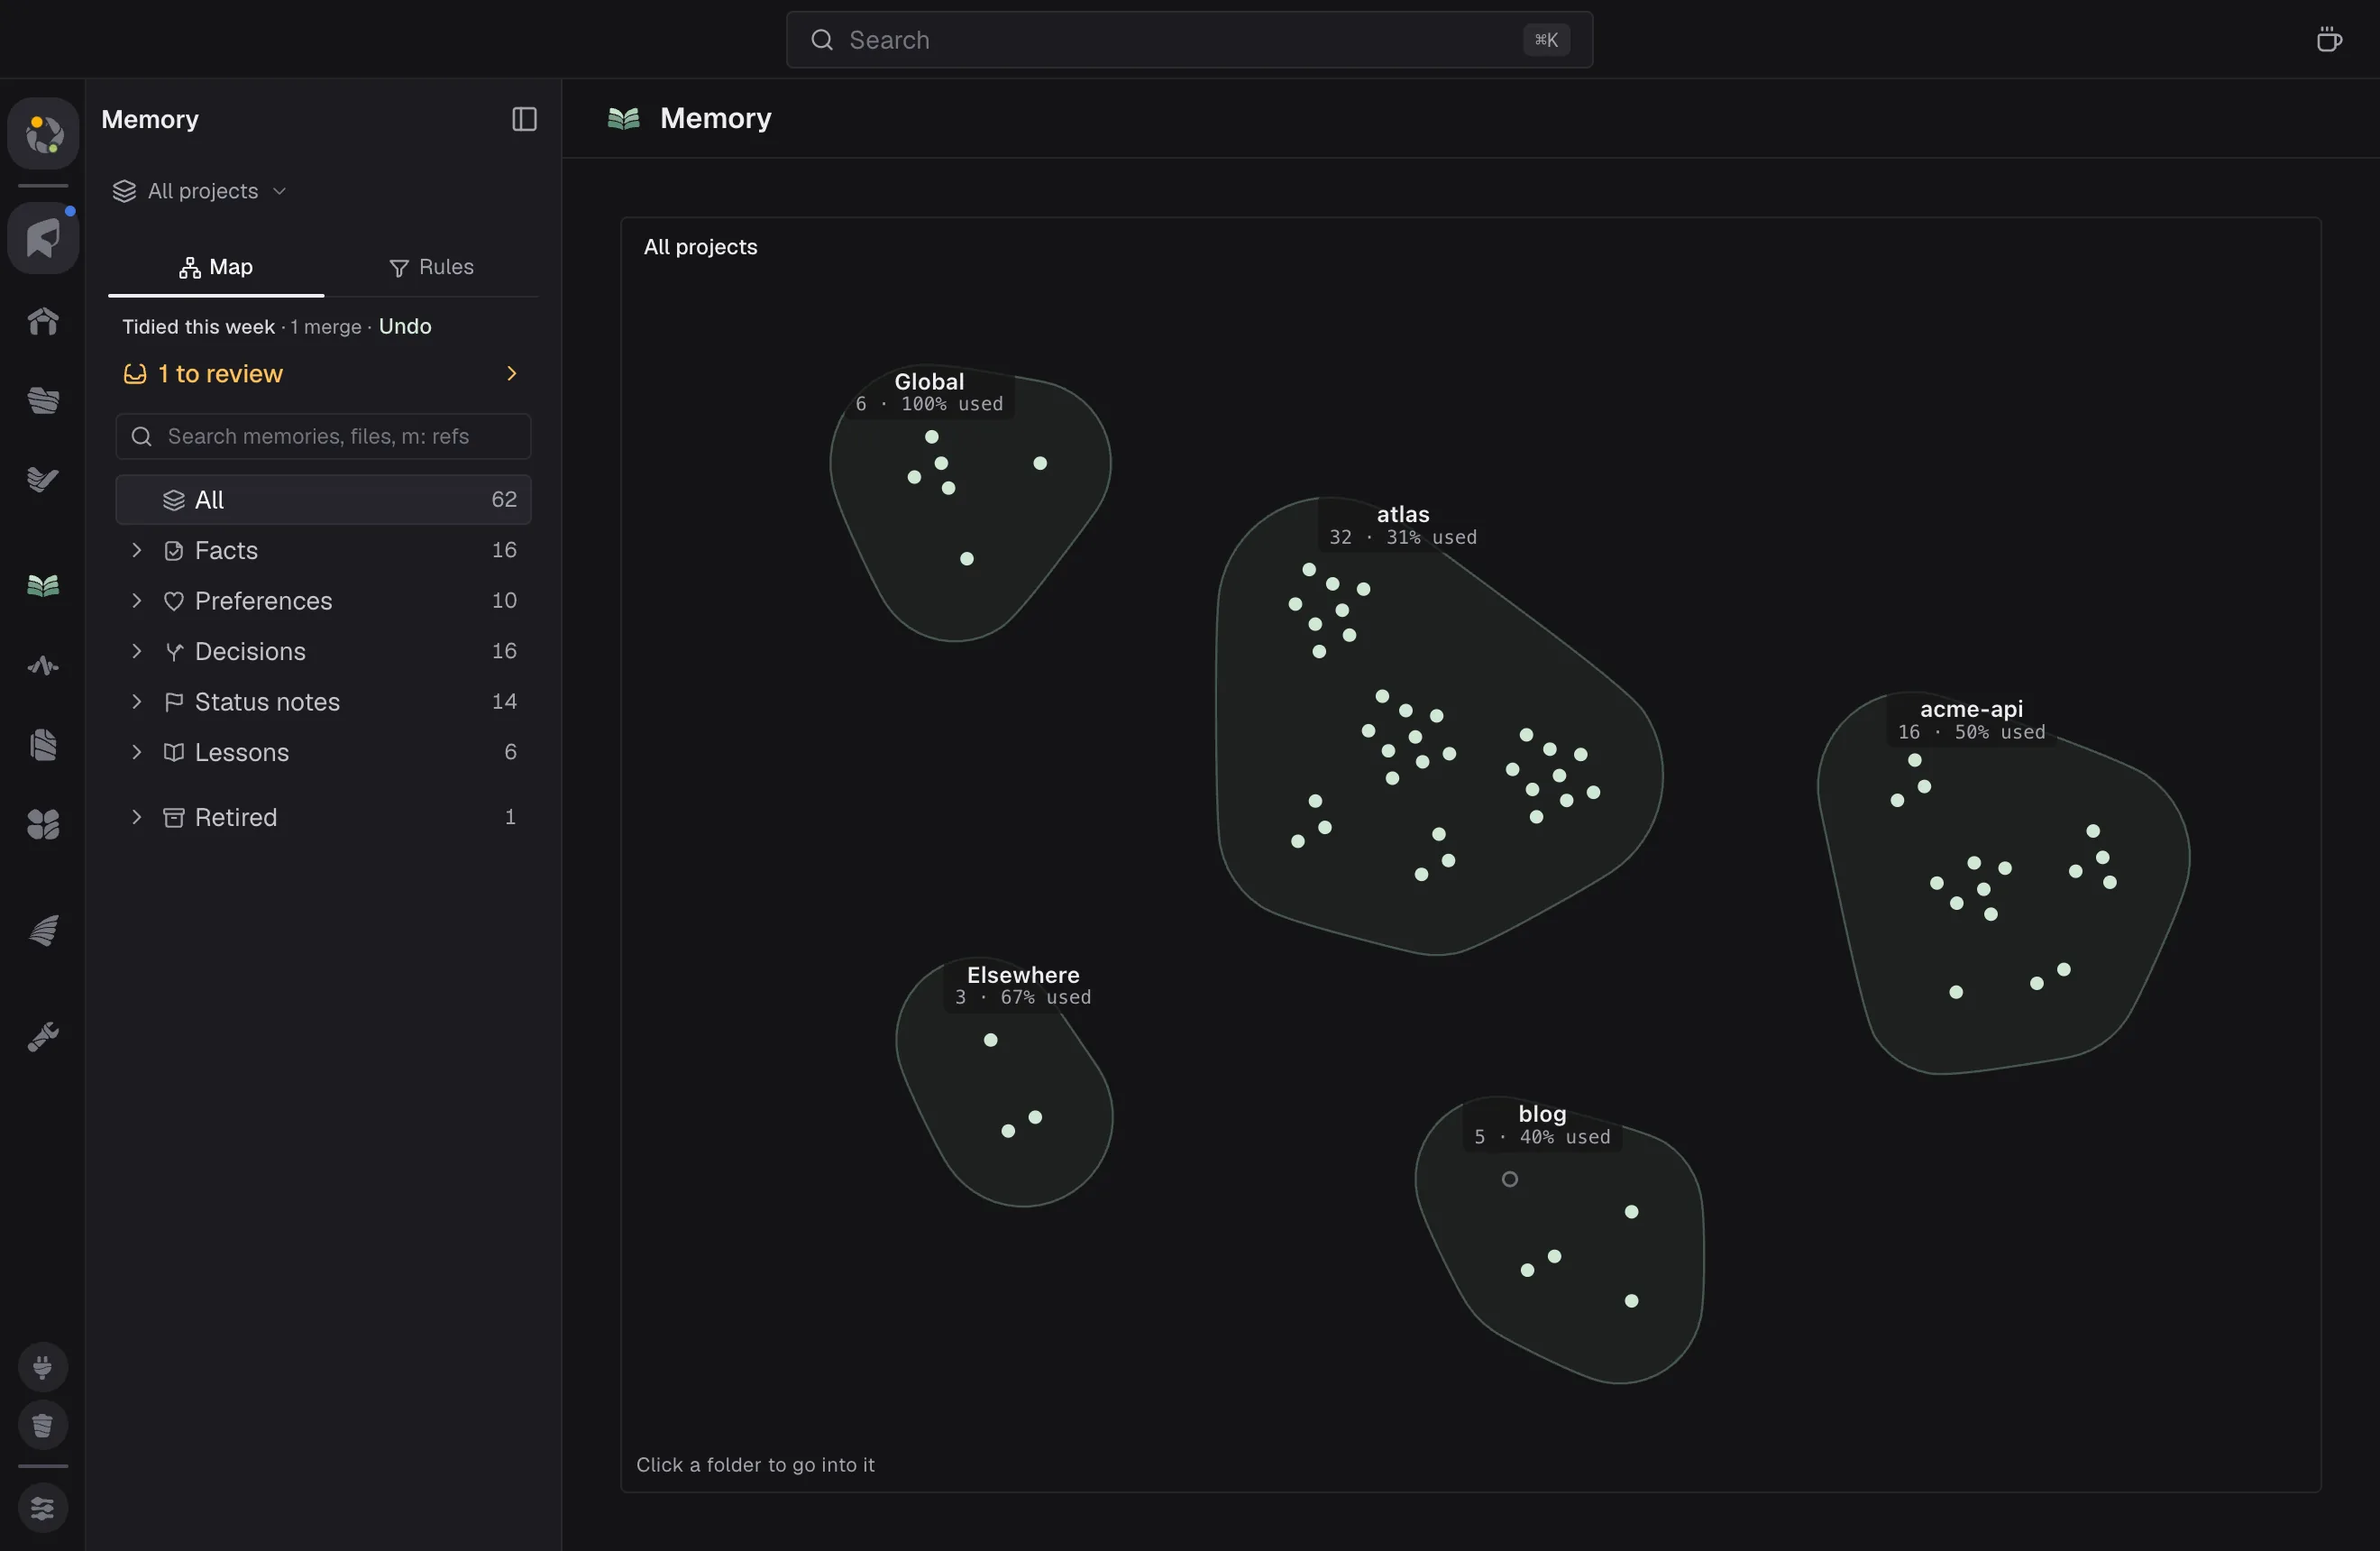 Search
⌘K
Memory
All projects
Map
Rules
Tidied this week · 1 merge · Undo
1 to review
Search memories, files, m: refs
All 62
Facts 16
Preferences 10
Decisions 16
Status notes 14
Lessons 6
Retired 1
Memory
All projects
Global
6 · 100% used
atlas
32 · 31% used
acme-api
16 · 50% used
Elsewhere
3 · 67% used
blog
5 · 40% used
Click a folder to go into it